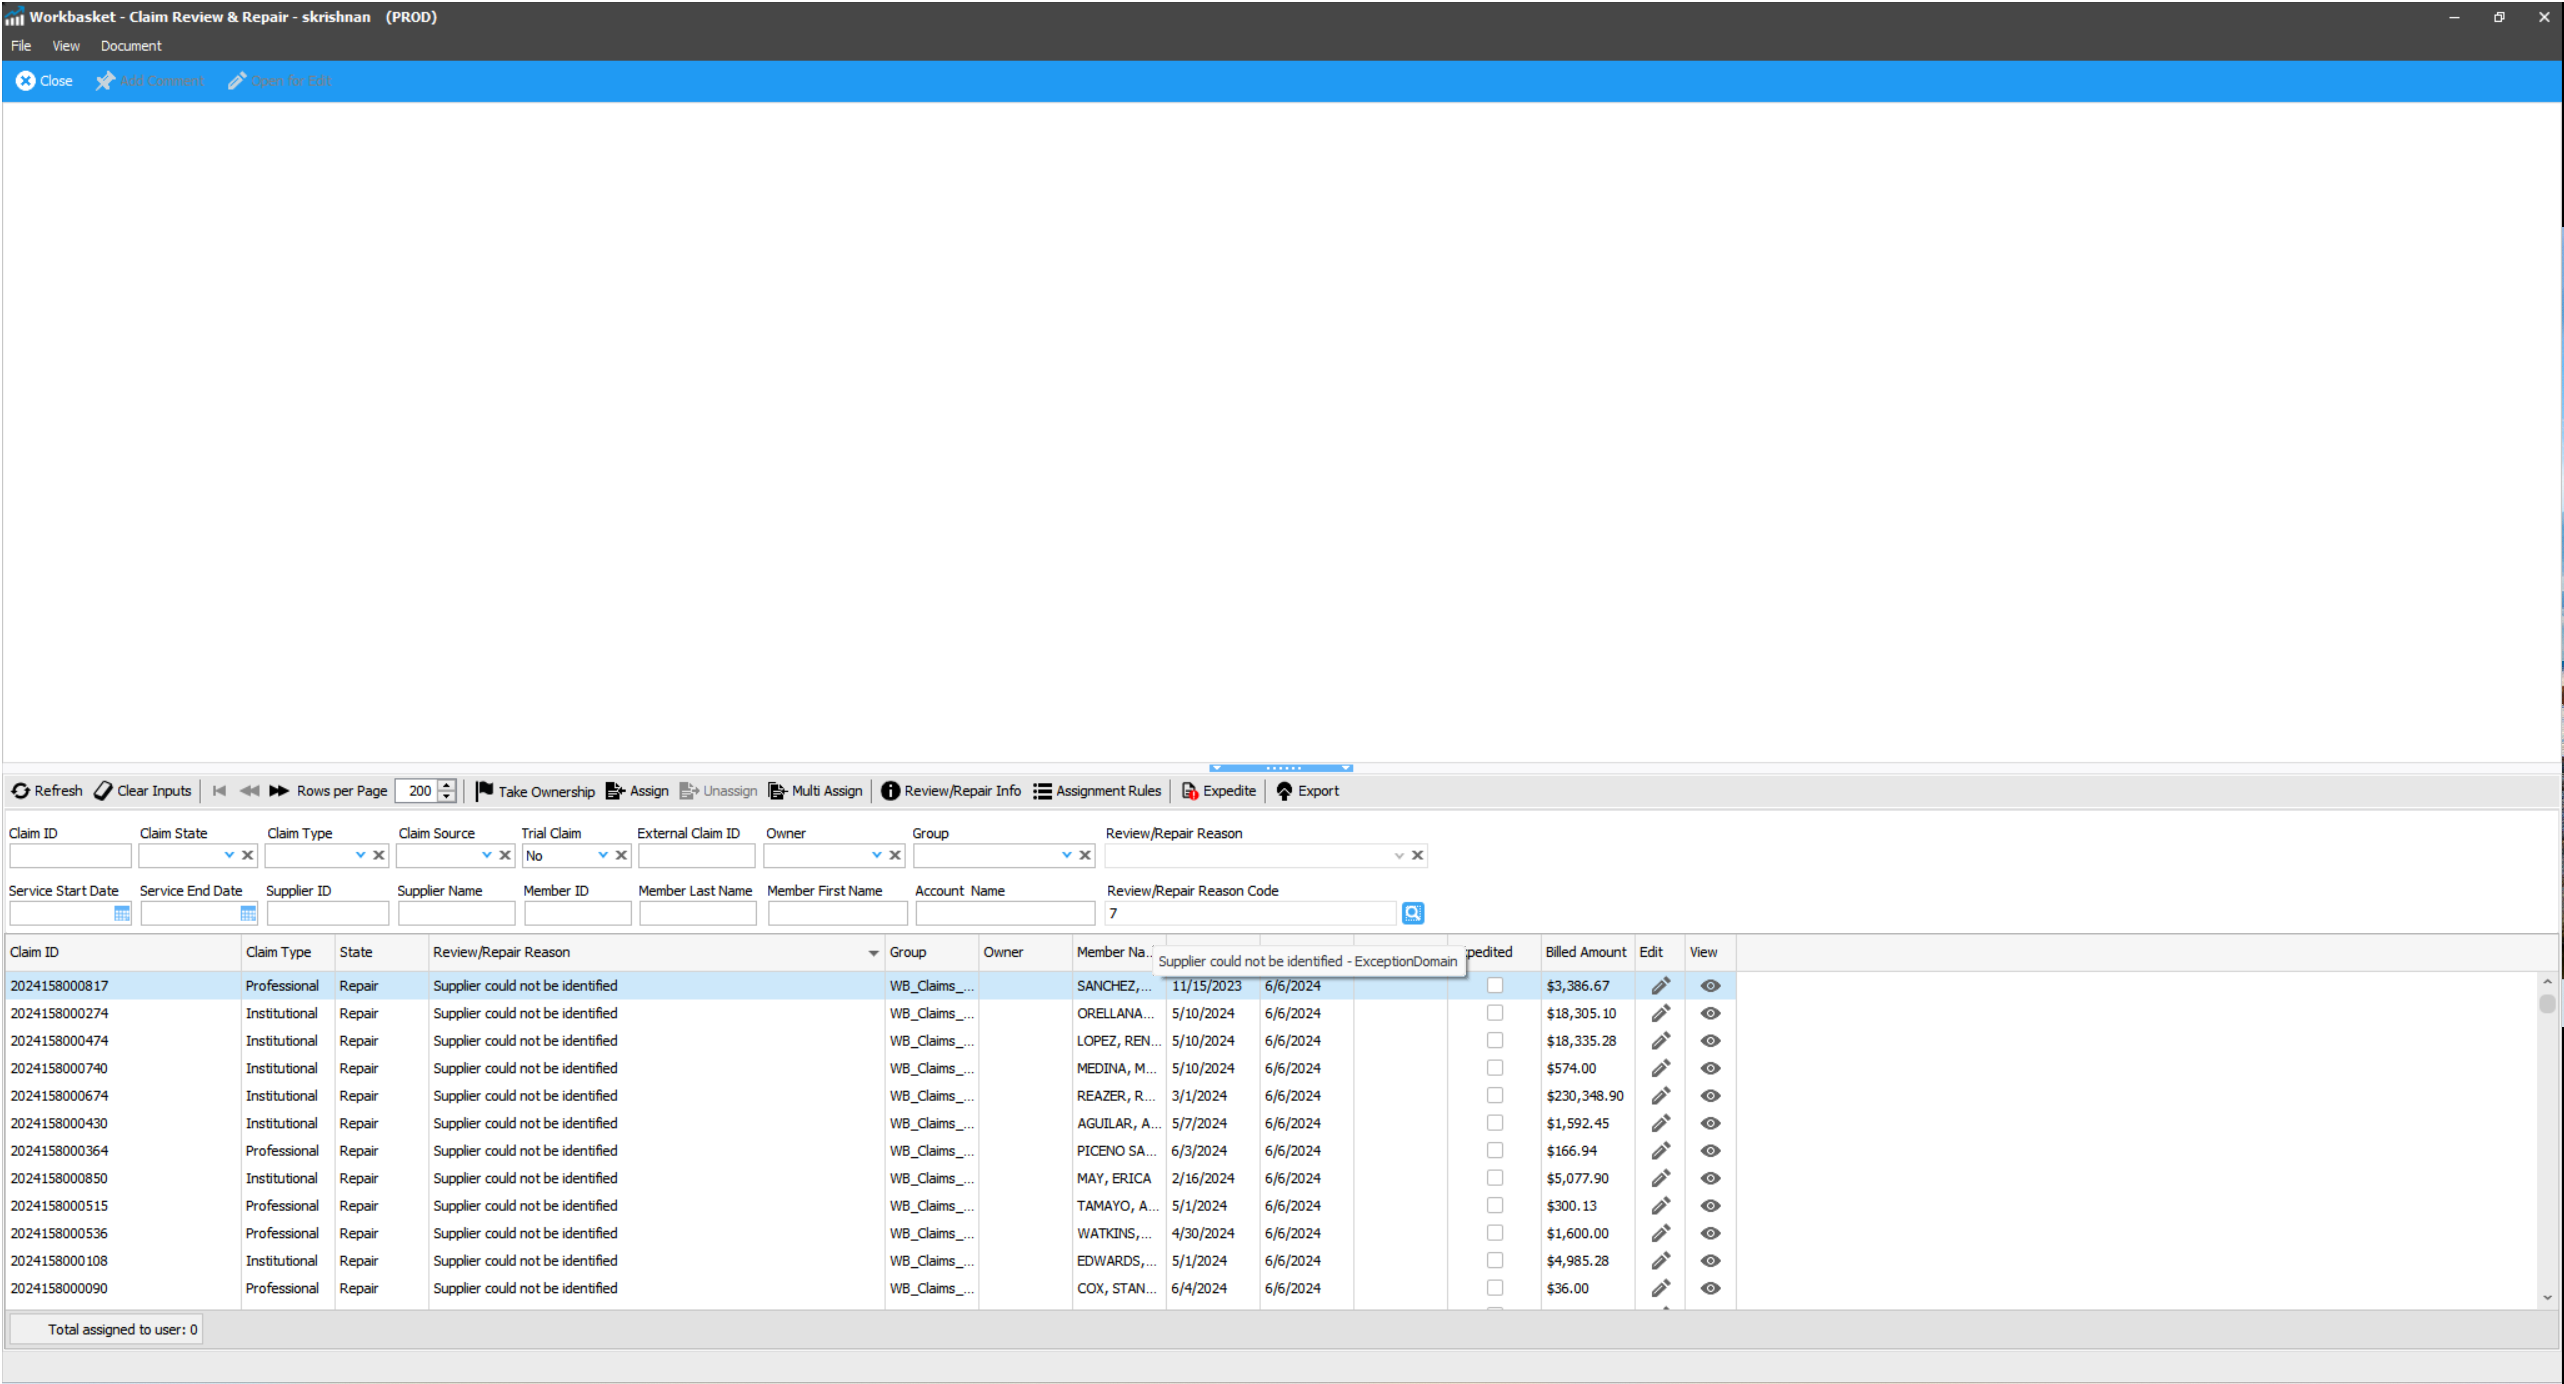 Workbasket - Claim Review & Repair - skrishnan (PROD)
File View Document
Close Add Comment Open for Edit
Refresh Clear Inputs Rows per Page 200 Take Ownership Assign Unassign Multi Assign Review/Repair Info Assignment Rules Expedite Export
Claim ID Claim State Claim Type Claim Source Trial Claim External Claim ID Owner Group Review/Repair Reason
No
Service Start Date Service End Date Supplier ID Supplier Name Member ID Member Last Name Member First Name Account Name Review/Repair Reason Code
7
Claim ID Claim Type State Review/Repair Reason Group Owner Member Na... pedited Billed Amount Edit View
Supplier could not be identified - ExceptionDomain
2024158000817 Professional Repair Supplier could not be identified WB_Claims_... SANCHEZ,... 11/15/2023 6/6/2024 $3,386.67
2024158000274 Institutional Repair Supplier could not be identified WB_Claims_... ORELLANA... 5/10/2024 6/6/2024 $18,305.10
2024158000474 Institutional Repair Supplier could not be identified WB_Claims_... LOPEZ, REN... 5/10/2024 6/6/2024 $18,335.28
2024158000740 Institutional Repair Supplier could not be identified WB_Claims_... MEDINA, M... 5/10/2024 6/6/2024 $574.00
2024158000674 Institutional Repair Supplier could not be identified WB_Claims_... REAZER, R... 3/1/2024 6/6/2024 $230,348.90
2024158000430 Institutional Repair Supplier could not be identified WB_Claims_... AGUILAR, A... 5/7/2024 6/6/2024 $1,592.45
2024158000364 Professional Repair Supplier could not be identified WB_Claims_... PICENO SA... 6/3/2024 6/6/2024 $166.94
2024158000850 Institutional Repair Supplier could not be identified WB_Claims_... MAY, ERICA 2/16/2024 6/6/2024 $5,077.90
2024158000515 Professional Repair Supplier could not be identified WB_Claims_... TAMAYO, A... 5/1/2024 6/6/2024 $300.13
2024158000536 Professional Repair Supplier could not be identified WB_Claims_... WATKINS,... 4/30/2024 6/6/2024 $1,600.00
2024158000108 Institutional Repair Supplier could not be identified WB_Claims_... EDWARDS,... 5/1/2024 6/6/2024 $4,985.28
2024158000090 Professional Repair Supplier could not be identified WB_Claims_... COX, STAN... 6/4/2024 6/6/2024 $36.00
Total assigned to user: 0